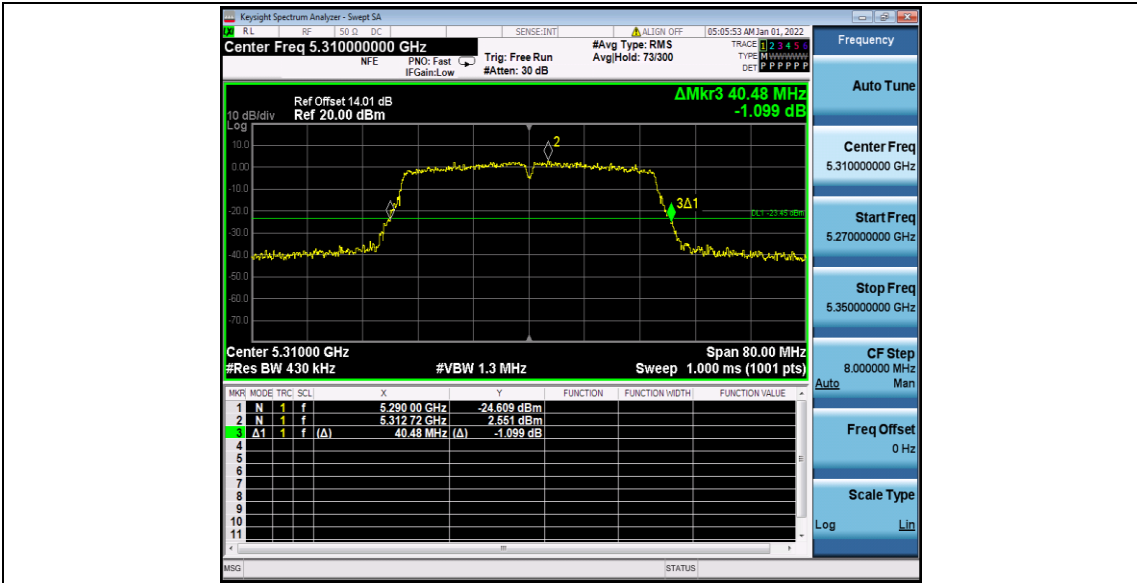 Keysight Spectrum Analyzer - Swept SA
RL RF 50 Ω DC SENSE:INT ALIGN OFF 05:05:53 AM Jan 01, 2022
Center Freq 5.310000000 GHz
NFE PNO: Fast IFGain:Low
Trig: Free Run
#Atten: 30 dB
#Avg Type: RMS
Avg|Hold: 73/300
TRACE 1 2 3 4 5 6
TYPE M WWWWW
DET P P P P P P
Frequency
Auto Tune
ΔMkr3 40.48 MHz
-1.099 dB
Ref Offset 14.01 dB
10 dB/div Ref 20.00 dBm
Log
10.0
0.00
-10.0
-20.0
-30.0
-40.0
-50.0
-60.0
-70.0
2
3Δ1
DL1 -23.45 dBm
Center Freq
5.310000000 GHz
Start Freq
5.270000000 GHz
Stop Freq
5.350000000 GHz
Center 5.31000 GHz Span 80.00 MHz
#Res BW 430 kHz #VBW 1.3 MHz Sweep 1.000 ms (1001 pts)
CF Step
8.000000 MHz
Auto Man
MKR MODE TRC SCL X Y FUNCTION FUNCTION WIDTH FUNCTION VALUE
1 N 1 f 5.290 00 GHz -24.609 dBm
2 N 1 f 5.312 72 GHz 2.551 dBm
3 Δ1 1 f (Δ) 40.48 MHz (Δ) -1.099 dB
4
5
6
7
8
9
10
11
Freq Offset
0 Hz
Scale Type
Log Lin
MSG STATUS